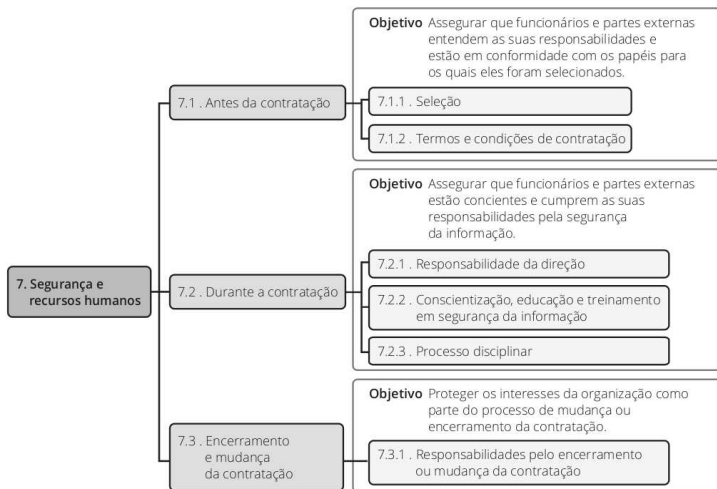 Objetivo Assegurar que funcionários e partes externas
entendem as suas responsabilidades e
estão em conformidade com os papéis para
os quais eles foram selecionados.
7.1 . Antes da contratação
7.1.1 . Seleção
7.1.2 . Termos e condições de contratação
Objetivo Assegurar que funcionários e partes externas
estão concientes e cumprem as suas
responsabilidades pela segurança
da informação.
7. Segurança e
recursos humanos
7.2 . Durante a contratação
7.2.1 . Responsabilidade da direção
7.2.2 . Conscientização, educação e treinamento
em segurança da informação
7.2.3 . Processo disciplinar
Objetivo Proteger os interesses da organização como
parte do processo de mudança ou
encerramento da contratação.
7.3 . Encerramento
e mudança
da contratação
7.3.1 . Responsabilidades pelo encerramento
ou mudança da contratação